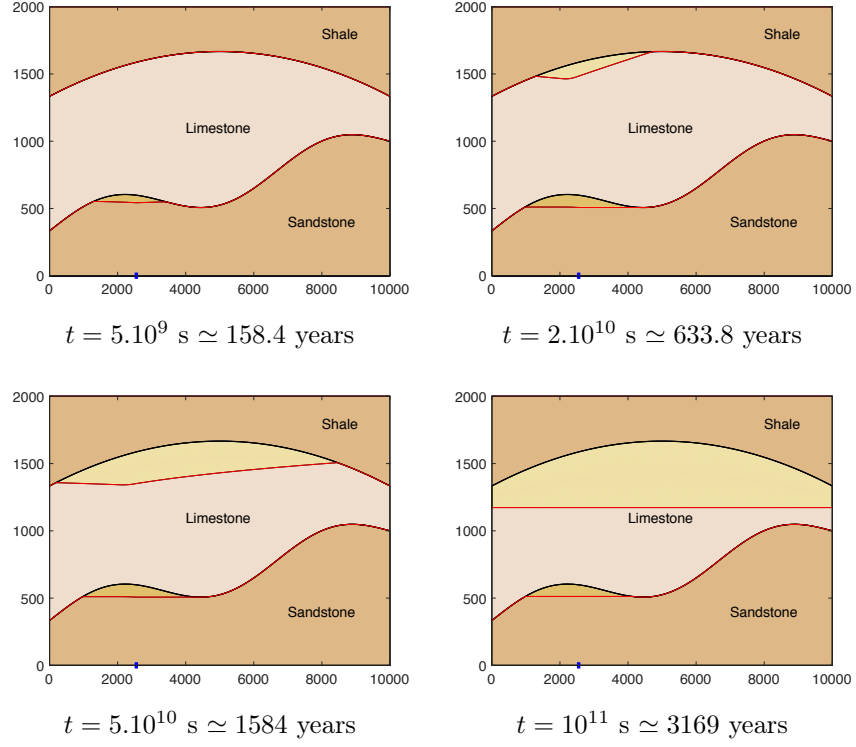 2000
Shale
1500
1000
Limestone
500
Sandstone
0
0 2000 4000 6000 8000 10000
t = 5.10⁹ s ≃ 158.4 years
2000
Shale
1500
1000
Limestone
500
Sandstone
0
0 2000 4000 6000 8000 10000
t = 2.10¹⁰ s ≃ 633.8 years
2000
Shale
1500
Limestone
1000
500
Sandstone
0
0 2000 4000 6000 8000 10000
t = 5.10¹⁰ s ≃ 1584 years
2000
Shale
1500
Limestone
1000
500
Sandstone
0
0 2000 4000 6000 8000 10000
t = 10¹¹ s ≃ 3169 years